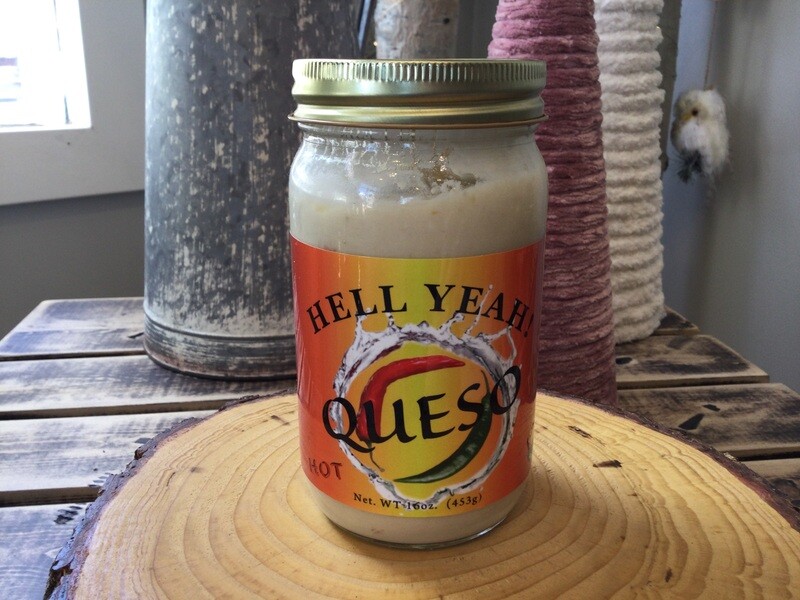 HELL YEAH!
QUESO
HOT
Net. WT 16oz. (453g)